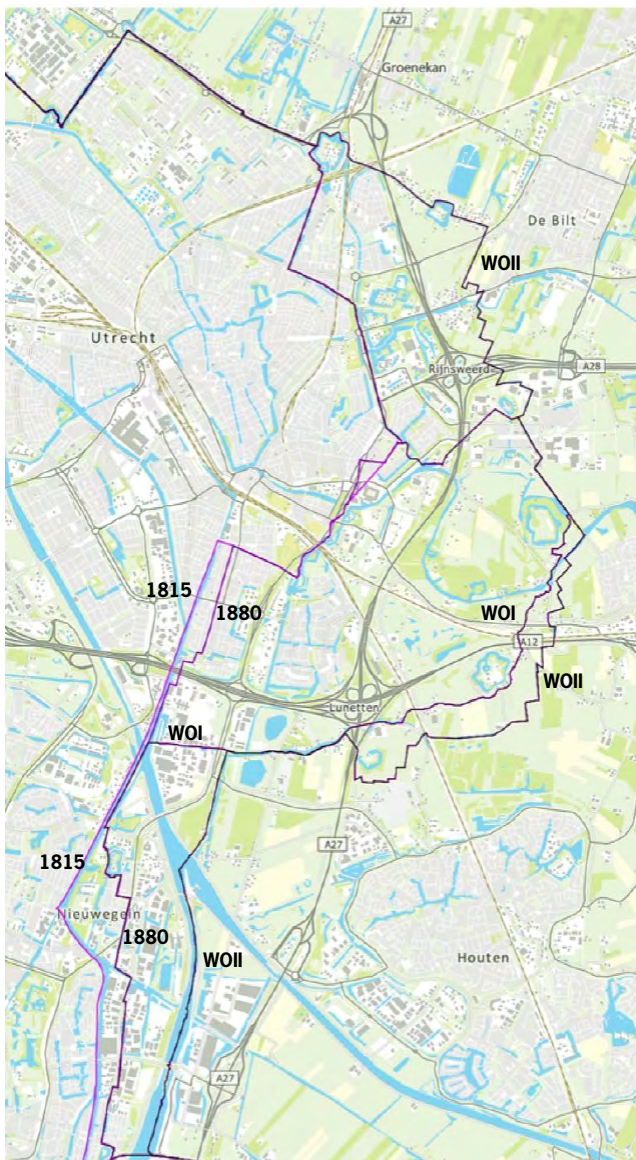 A27
Groenekan
De Bilt
WOII
Utrecht
Rijnsweerd
A28
1815
1880
WOI
A12
WOII
Lunetten
WOI
A27
1815
Nieuwegein
1880
WOII
Houten
A27